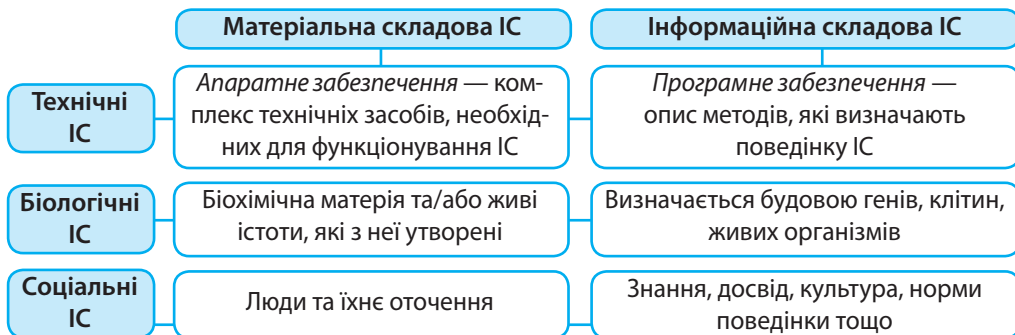 Матеріальна складова ІС
Інформаційна складова ІС
Технічні
ІС
Апаратне забезпечення — ком-
плекс технічних засобів, необхід-
них для функціонування ІС
Програмне забезпечення —
опис методів, які визначають
поведінку ІС
Біологічні
ІС
Біохімічна матерія та/або живі
істоти, які з неї утворені
Визначається будовою генів, клітин,
живих організмів
Соціальні
ІС
Люди та їхнє оточення
Знання, досвід, культура, норми
поведінки тощо